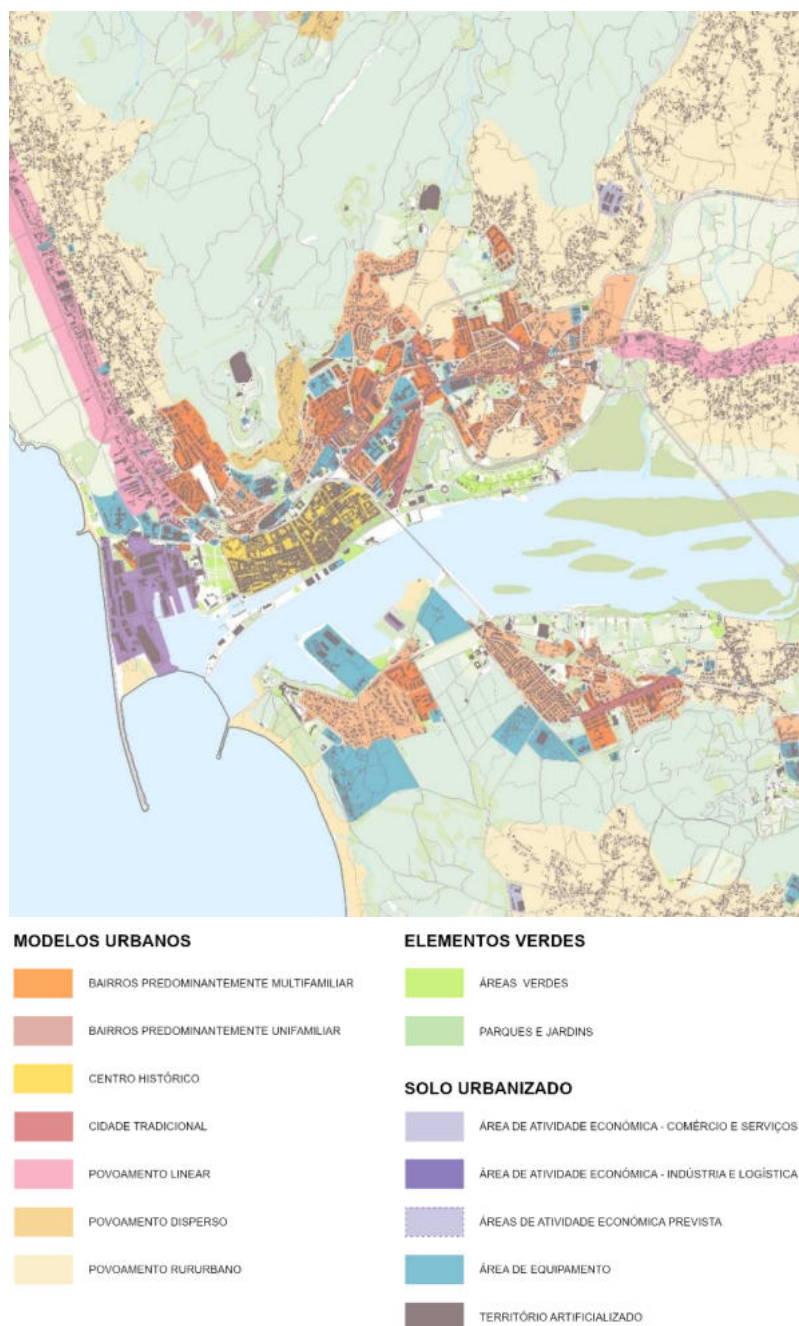 MODELOS URBANOS
BAIRROS PREDOMINANTEMENTE MULTIFAMILIAR
BAIRROS PREDOMINANTEMENTE UNIFAMILIAR
CENTRO HISTÓRICO
CIDADE TRADICIONAL
POVOAMENTO LINEAR
POVOAMENTO DISPERSO
POVOAMENTO RURURBANO
ELEMENTOS VERDES
ÁREAS VERDES
PARQUES E JARDINS
SOLO URBANIZADO
ÁREA DE ATIVIDADE ECONÓMICA - COMÉRCIO E SERVIÇOS
ÁREA DE ATIVIDADE ECONÓMICA - INDÚSTRIA E LOGÍSTICA
ÁREAS DE ATIVIDADE ECONÓMICA PREVISTA
ÁREA DE EQUIPAMENTO
TERRITÓRIO ARTIFICIALIZADO